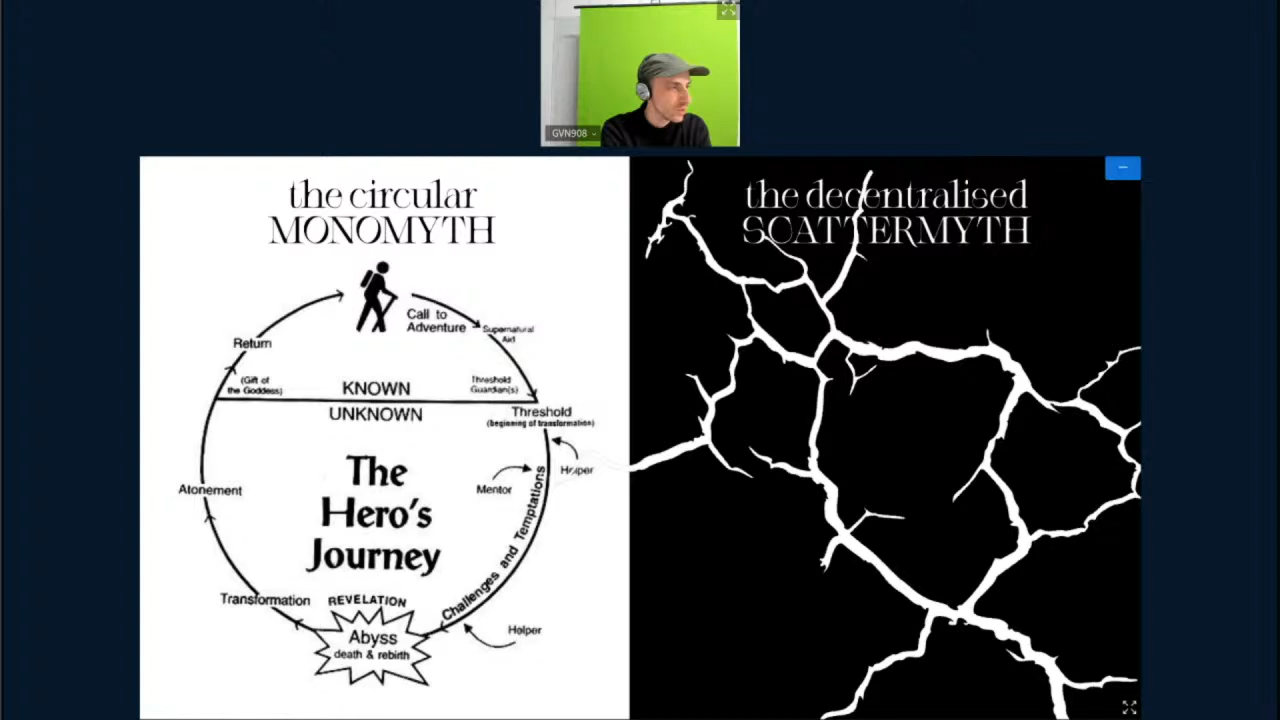 GVN908
the circular
MONOMYTH
Call to
Adventure
Supernatural
Aid
Return
(Gift of
the Goddess)
KNOWN
Threshold
Guardian(s)
UNKNOWN
Threshold
(beginning of transformation)
Helper
Mentor
The
Hero's
Journey
Atonement
Challenges and Temptations
Transformation
REVELATION
Abyss
death & rebirth
Helper
the decentralised
SCATTERMYTH